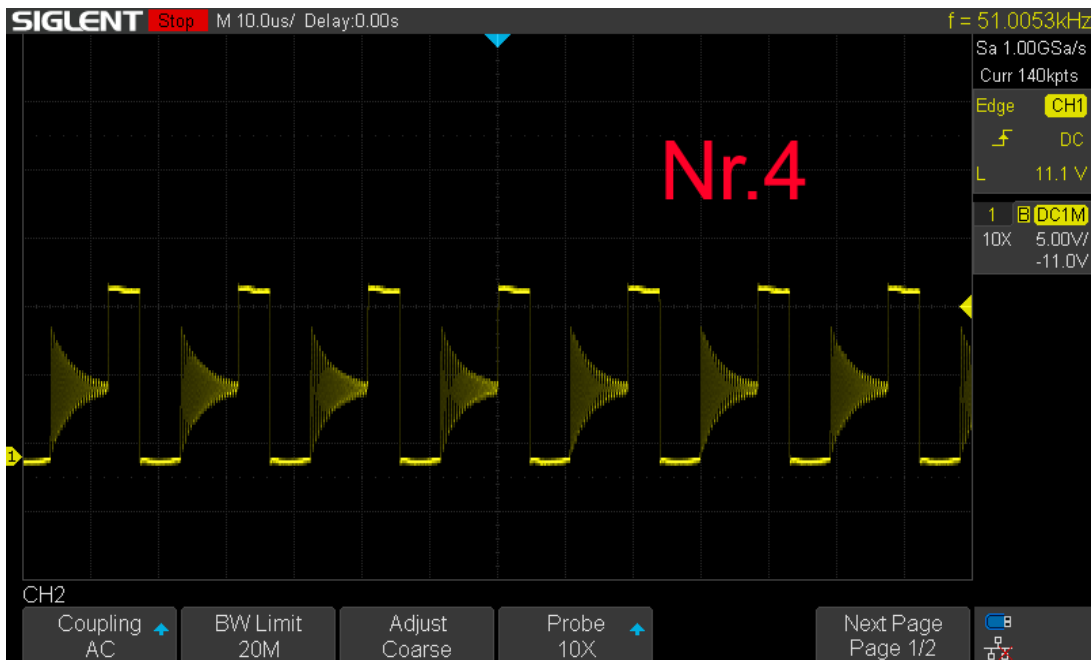 SIGLENT Stop M 10.0us/ Delay:0.00s f = 51.0053kHz
Sa 1.00GSa/s
Curr 140kpts
Edge CH1
DC
L 11.1 V
Nr.4
1 B DC1M
10X 5.00V/
-11.0V
1
CH2
Coupling BW Limit Adjust Probe Next Page
AC 20M Coarse 10X Page 1/2